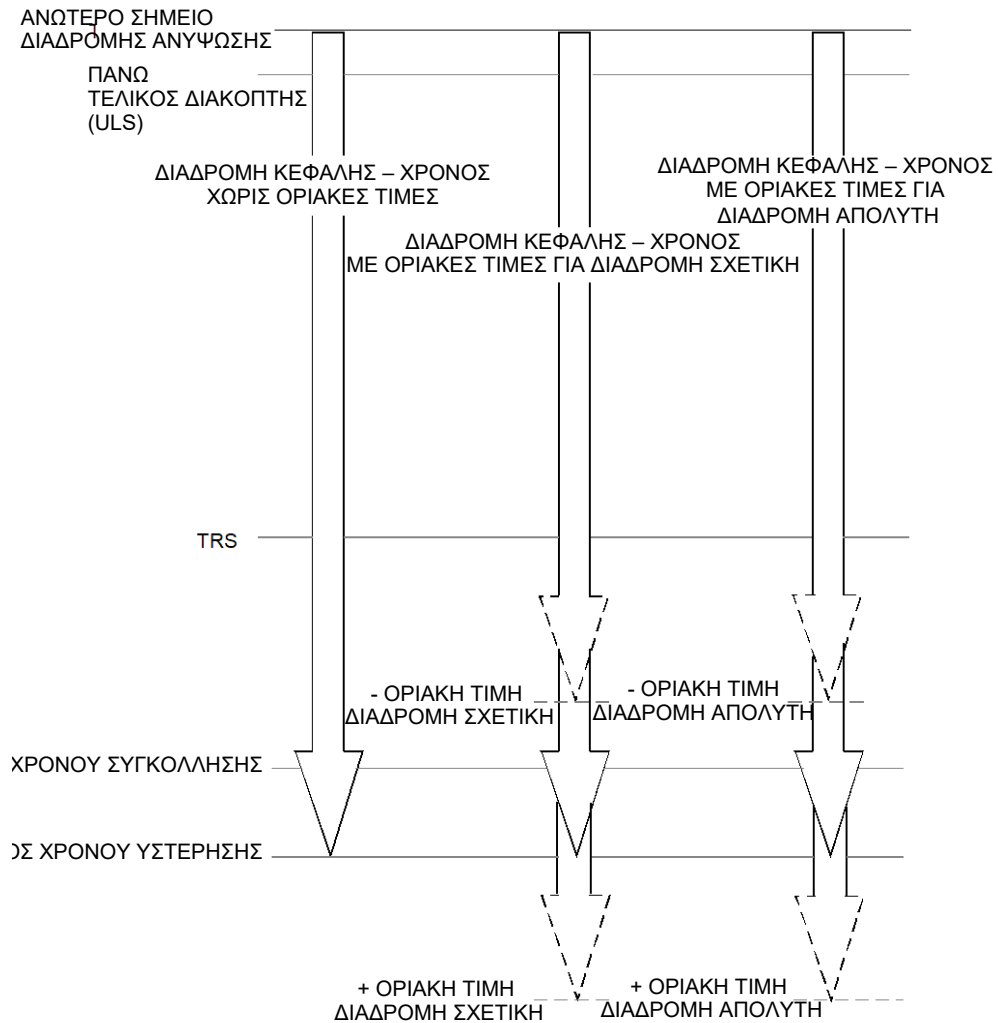 ΑΝΩΤΕΡΟ ΣΗΜΕΙΟ
ΔΙΑΔΡΟΜΗΣ ΑΝΥΨΩΣΗΣ
ΠΑΝΩ
ΤΕΛΙΚΟΣ ΔΙΑΚΟΠΤΗΣ
(ULS)
ΔΙΑΔΡΟΜΗ ΚΕΦΑΛΗΣ – ΧΡΟΝΟΣ
ΧΩΡΙΣ ΟΡΙΑΚΕΣ ΤΙΜΕΣ
ΔΙΑΔΡΟΜΗ ΚΕΦΑΛΗΣ – ΧΡΟΝΟΣ
ΜΕ ΟΡΙΑΚΕΣ ΤΙΜΕΣ ΓΙΑ ΔΙΑΔΡΟΜΗ ΣΧΕΤΙΚΗ
ΔΙΑΔΡΟΜΗ ΚΕΦΑΛΗΣ – ΧΡΟΝΟΣ
ΜΕ ΟΡΙΑΚΕΣ ΤΙΜΕΣ ΓΙΑ
ΔΙΑΔΡΟΜΗ ΑΠΟΛΥΤΗ
TRS
- ΟΡΙΑΚΗ ΤΙΜΗ
ΔΙΑΔΡΟΜΗ ΣΧΕΤΙΚΗ
- ΟΡΙΑΚΗ ΤΙΜΗ
ΔΙΑΔΡΟΜΗ ΑΠΟΛΥΤΗ
ΧΡΟΝΟΥ ΣΥΓΚΟΛΛΗΣΗΣ
ΟΣ ΧΡΟΝΟΥ ΥΣΤΕΡΗΣΗΣ
+ ΟΡΙΑΚΗ ΤΙΜΗ
ΔΙΑΔΡΟΜΗ ΣΧΕΤΙΚΗ
+ ΟΡΙΑΚΗ ΤΙΜΗ
ΔΙΑΔΡΟΜΗ ΑΠΟΛΥΤΗ